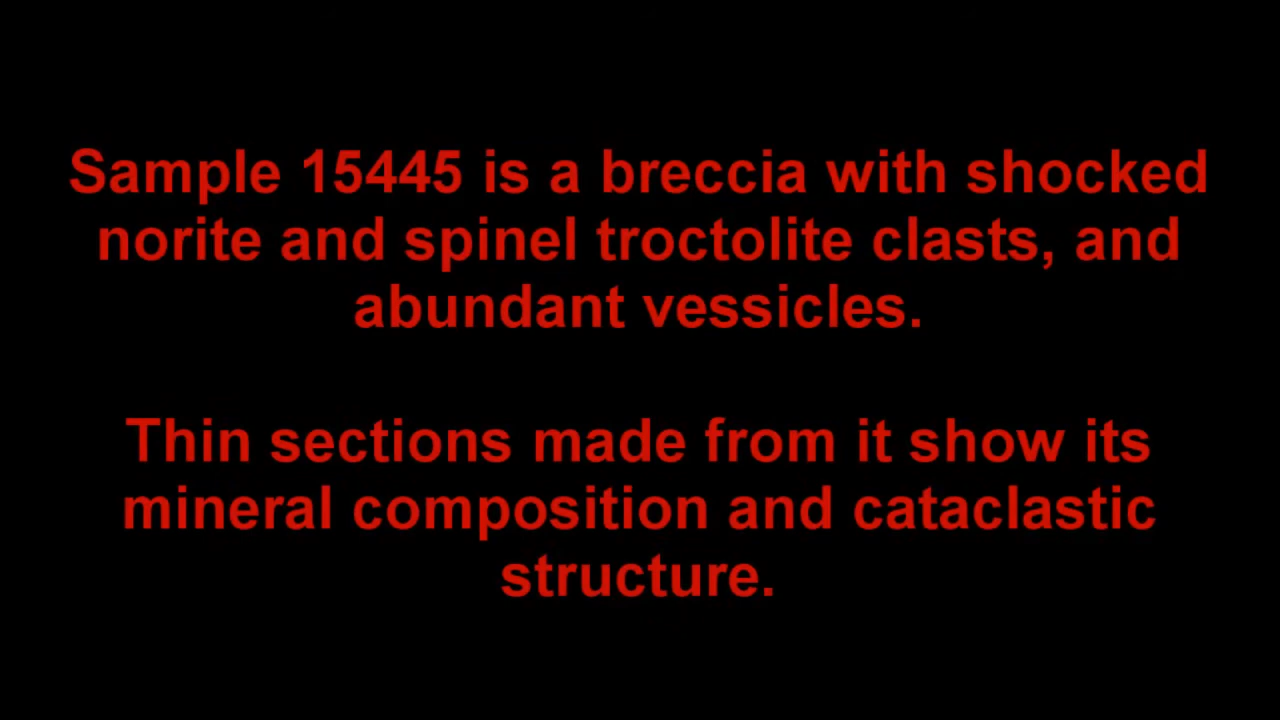 Sample 15445 is a breccia with shocked
norite and spinel troctolite clasts, and
abundant vessicles.
Thin sections made from it show its
mineral composition and cataclastic
structure.